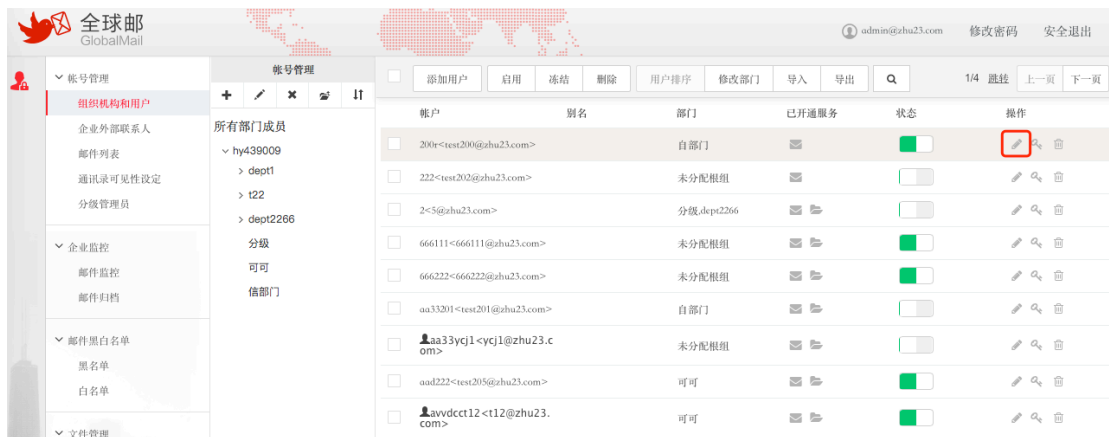 全球邮
GlobalMail
admin@zhu23.com 修改密码 安全退出
帐号管理
组织机构和用户
企业外部联系人
邮件列表
通讯录可见性设定
分级管理员
企业监控
邮件监控
邮件归档
邮件黑白名单
黑名单
白名单
文件管理
帐号管理
所有部门成员
hy439009
dept1
t22
dept2266
分级
可可
信部门
添加用户 启用 冻结 删除 用户排序 修改部门 导入 导出 1/4 跳转 上一页 下一页
帐户 别名 部门 已开通服务 状态 操作
200r<test200@zhu23.com> 自部门
222<test202@zhu23.com> 未分配根组
2<5@zhu23.com> 分级,dept2266
666111<666111@zhu23.com> 未分配根组
666222<666222@zhu23.com> 未分配根组
aa33201<test201@zhu23.com> 自部门
aa33ycj1<ycj1@zhu23.c
om> 未分配根组
aad222<test205@zhu23.com> 可可
avvdcct12<t12@zhu23.
com> 可可